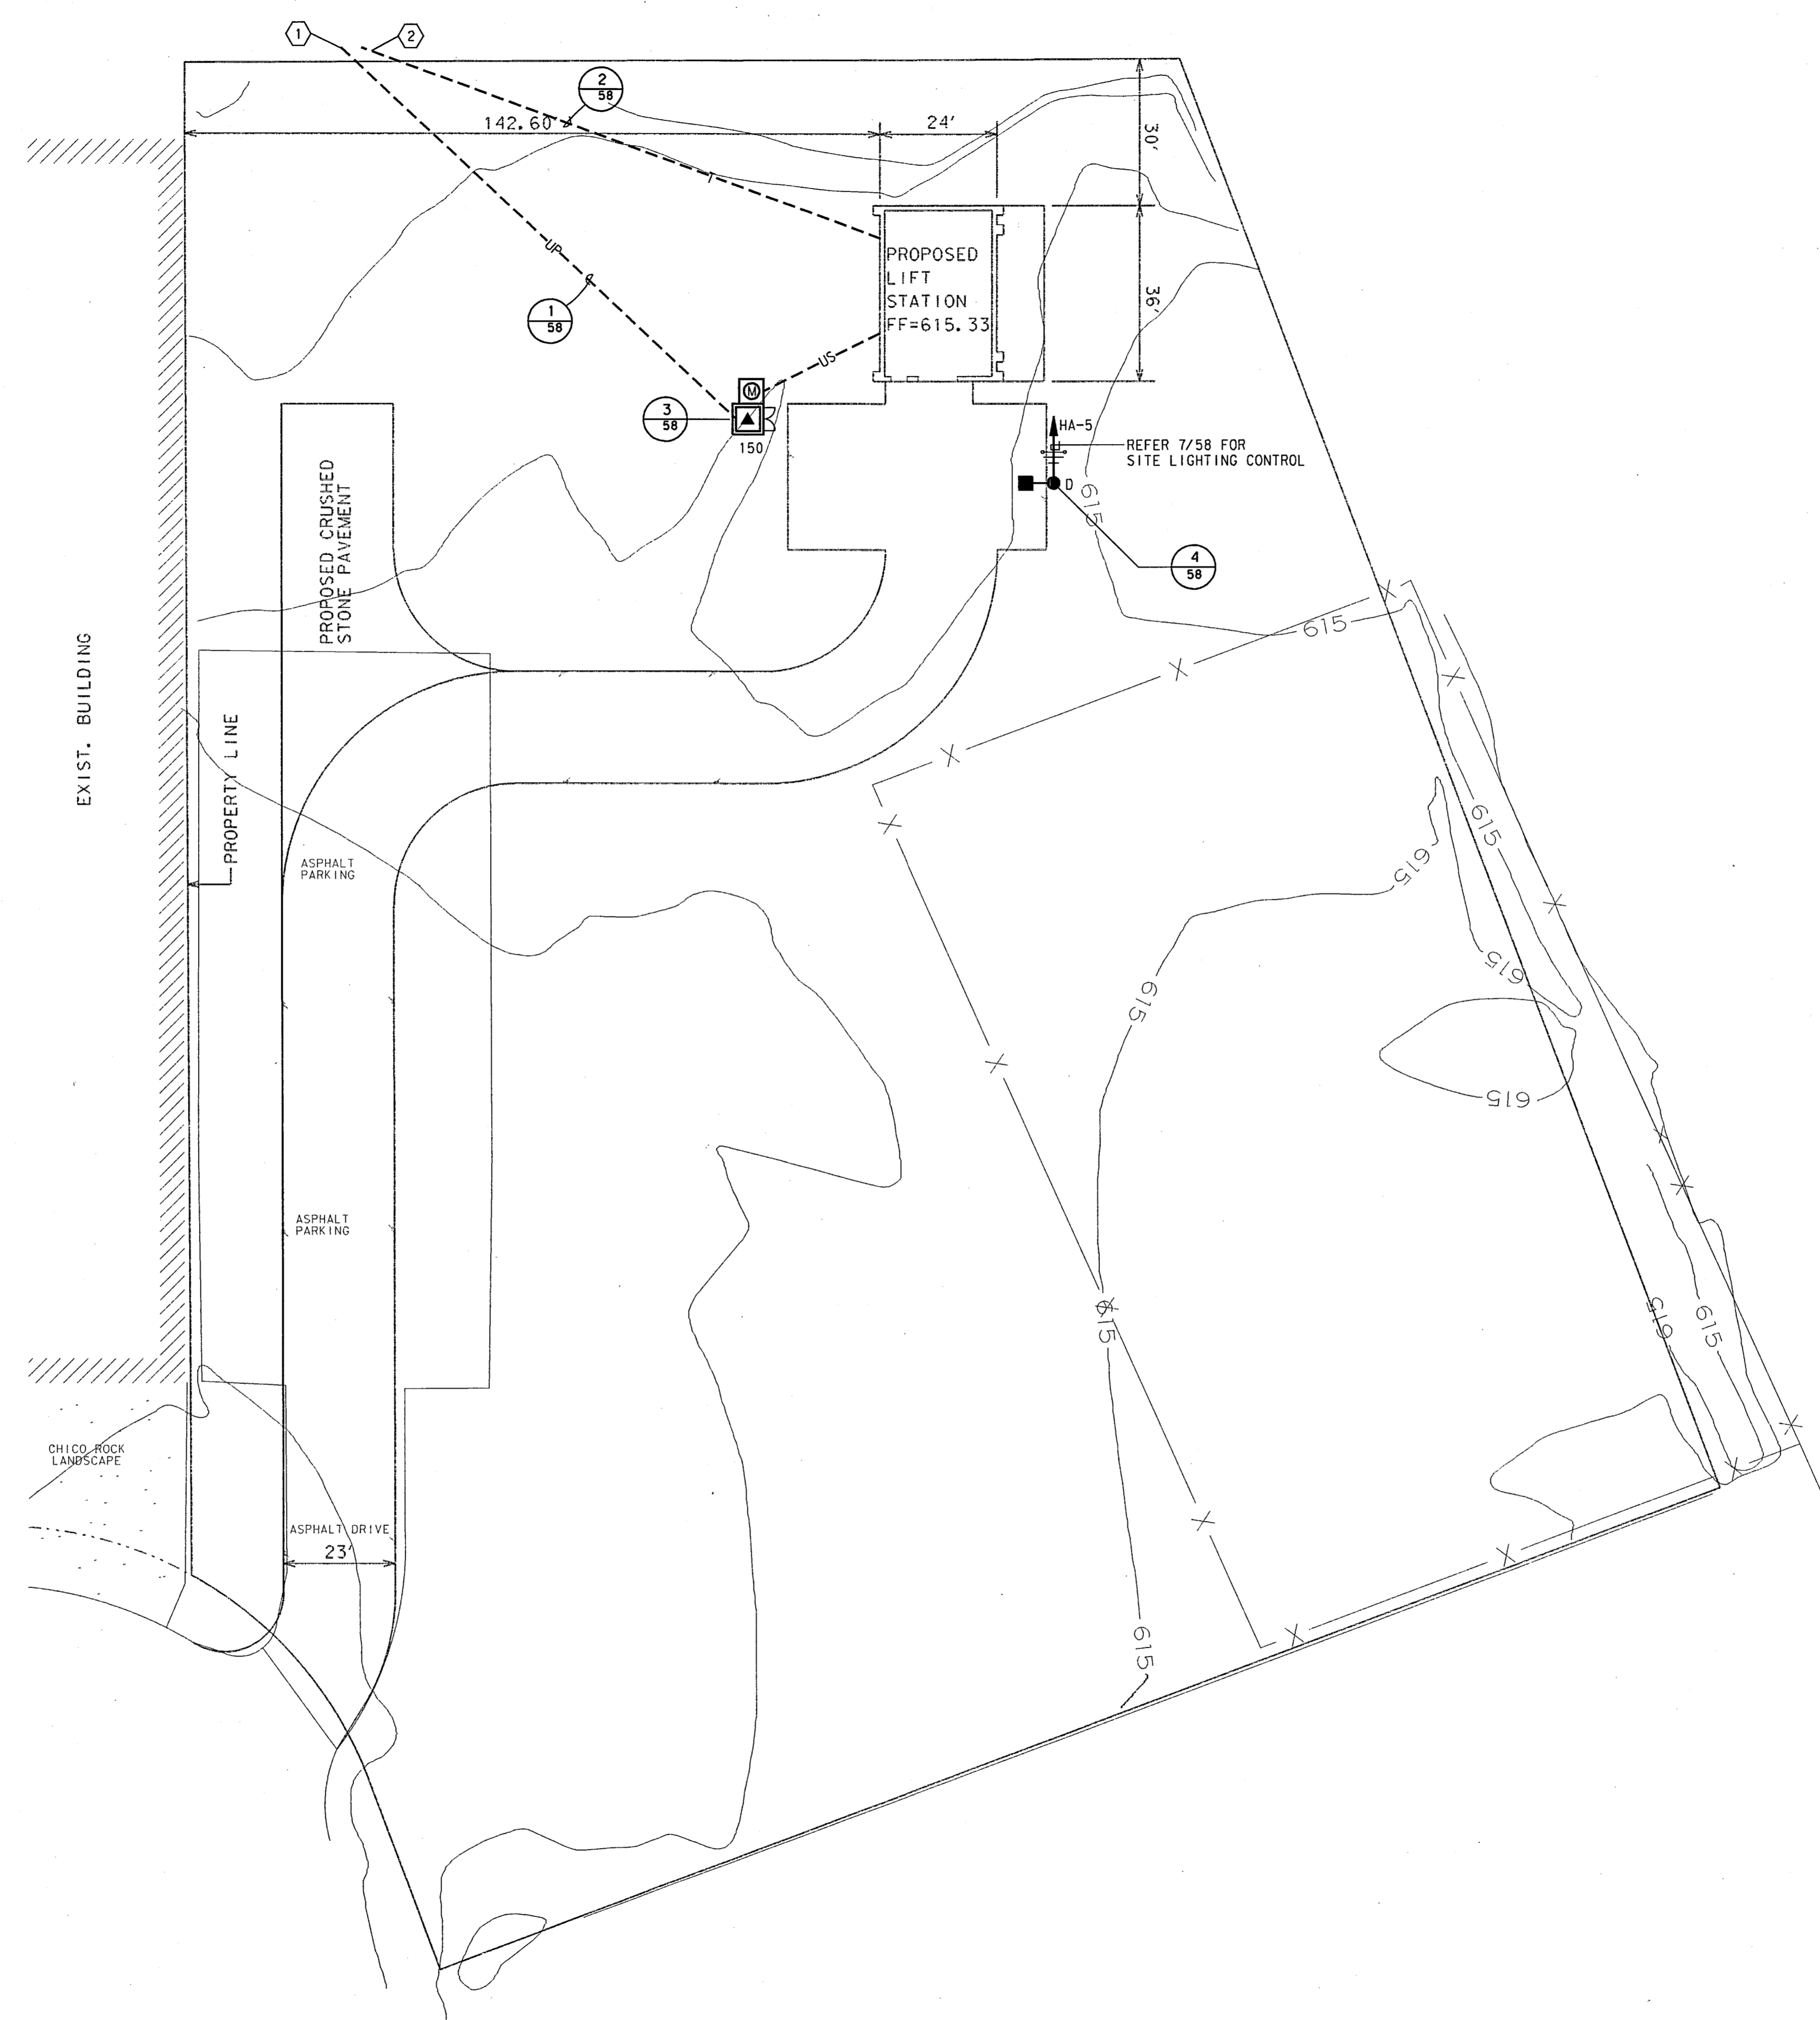 1
2
2
58
142.60'
24'
30'
T
UP
PROPOSED
LIFT
STATION
FF=615.33
36'
1
58
US
M
3
58
150
HA-5
REFER 7/58 FOR
SITE LIGHTING CONTROL
D
615
4
58
PROPOSED CRUSHED
STONE PAVEMENT
615
X
X
X
X
X
EXIST. BUILDING
PROPERTY LINE
ASPHALT
PARKING
615
615
X
615
615
X
615
X
ASPHALT
PARKING
X
615
X
615
615
CHICO ROCK
LANDSCAPE
X
X
X
ASPHALT DRIVE
23'
X
X
615